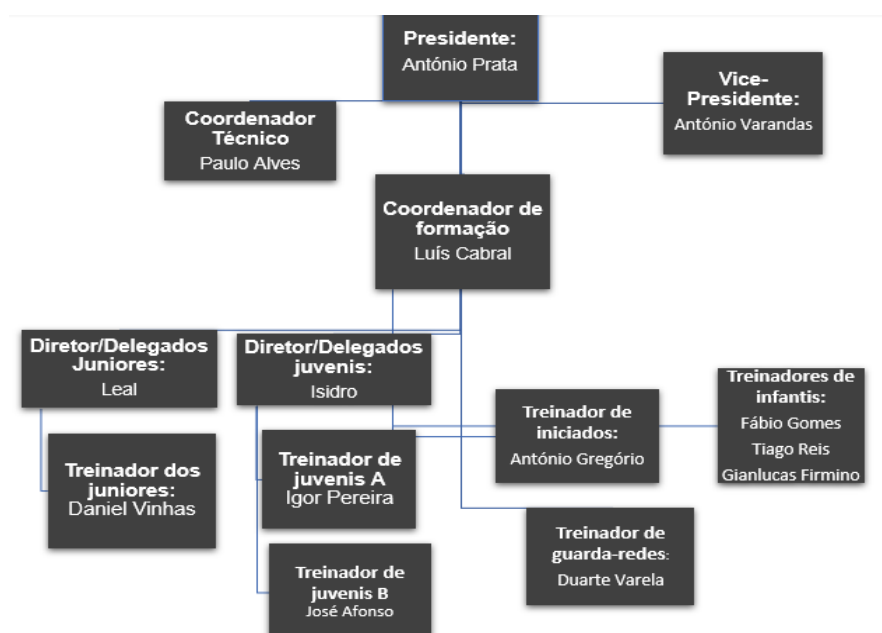 Presidente:
António Prata
Vice-
Presidente:
António Varandas
Coordenador
Técnico
Paulo Alves
Coordenador de
formação
Luís Cabral
Diretor/Delegados
Juniores:
Leal
Diretor/Delegados
juvenis:
Isidro
Treinador de
iniciados:
António Gregório
Treinadores de
infantis:
Fábio Gomes
Tiago Reis
Gianlucas Firmino
Treinador dos
juniores:
Daniel Vinhas
Treinador de
juvenis A
Igor Pereira
Treinador de
guarda-redes:
Duarte Varela
Treinador de
juvenis B
José Afonso